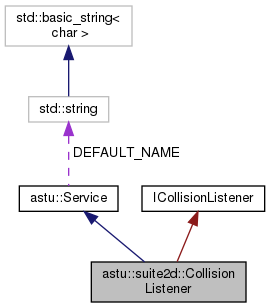 std::basic_string<
char >
std::string
DEFAULT_NAME
astu::Service
ICollisionListener
astu::suite2d::Collision
Listener